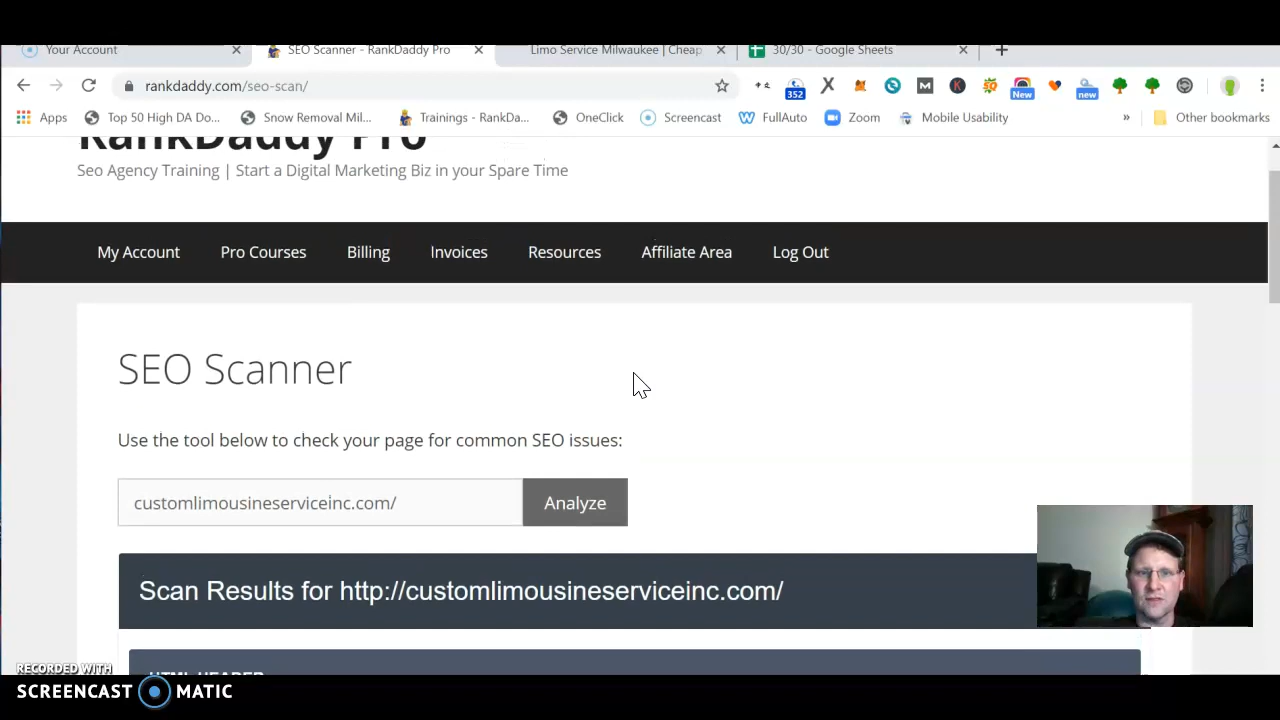 Your Account
SEO Scanner - RankDaddy Pro
Limo Service Milwaukee | Cheap
30/30 - Google Sheets
rankdaddy.com/seo-scan/
352
New
new
Apps
Top 50 High DA Do...
Snow Removal Mil...
Trainings - RankDa...
OneClick
Screencast
FullAuto
Zoom
Mobile Usability
»
Other bookmarks
RankDaddy Pro
Seo Agency Training | Start a Digital Marketing Biz in your Spare Time
My Account
Pro Courses
Billing
Invoices
Resources
Affiliate Area
Log Out
SEO Scanner
Use the tool below to check your page for common SEO issues:
customlimousineserviceinc.com/
Analyze
Scan Results for http://customlimousineserviceinc.com/
HTML HEADER
RECORDED WITH
SCREENCAST MATIC